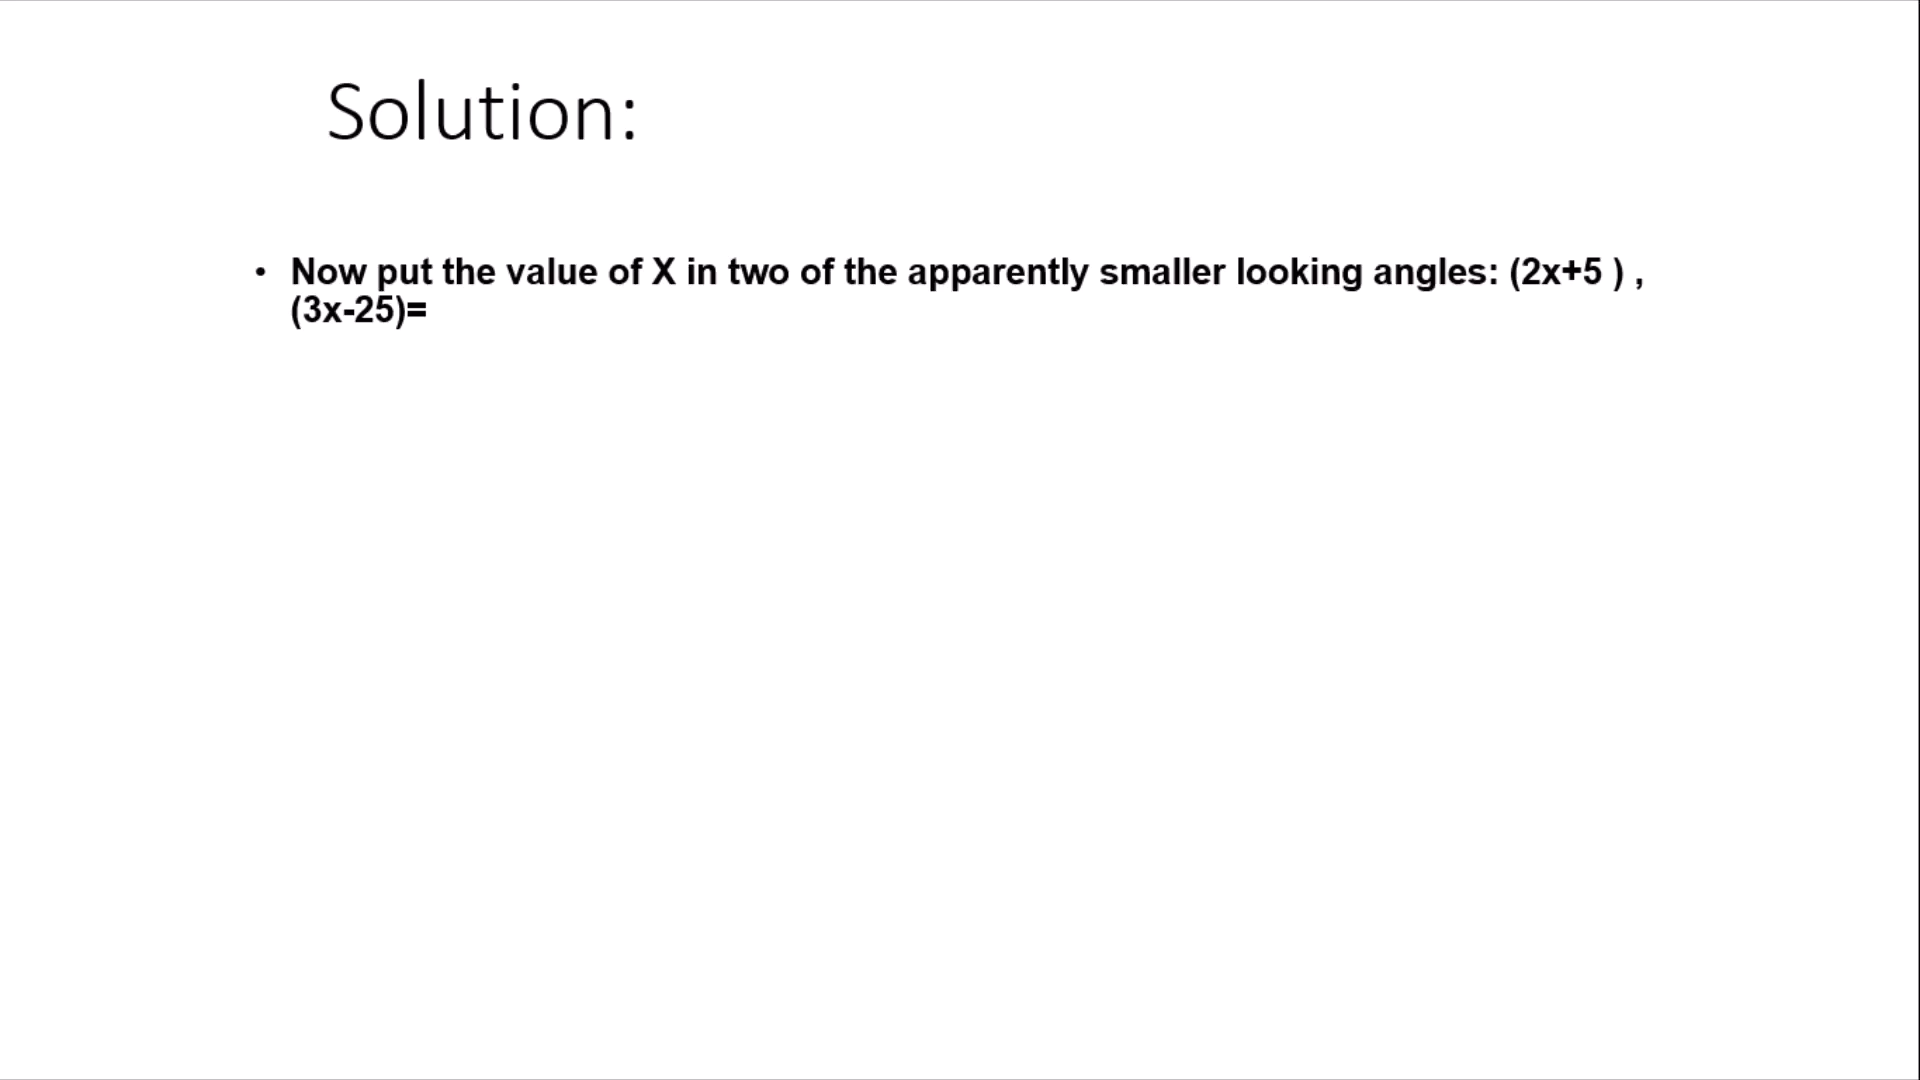 Solution:
• Now put the value of X in two of the apparently smaller looking angles: (2x+5 ) ,
(3x-25)=